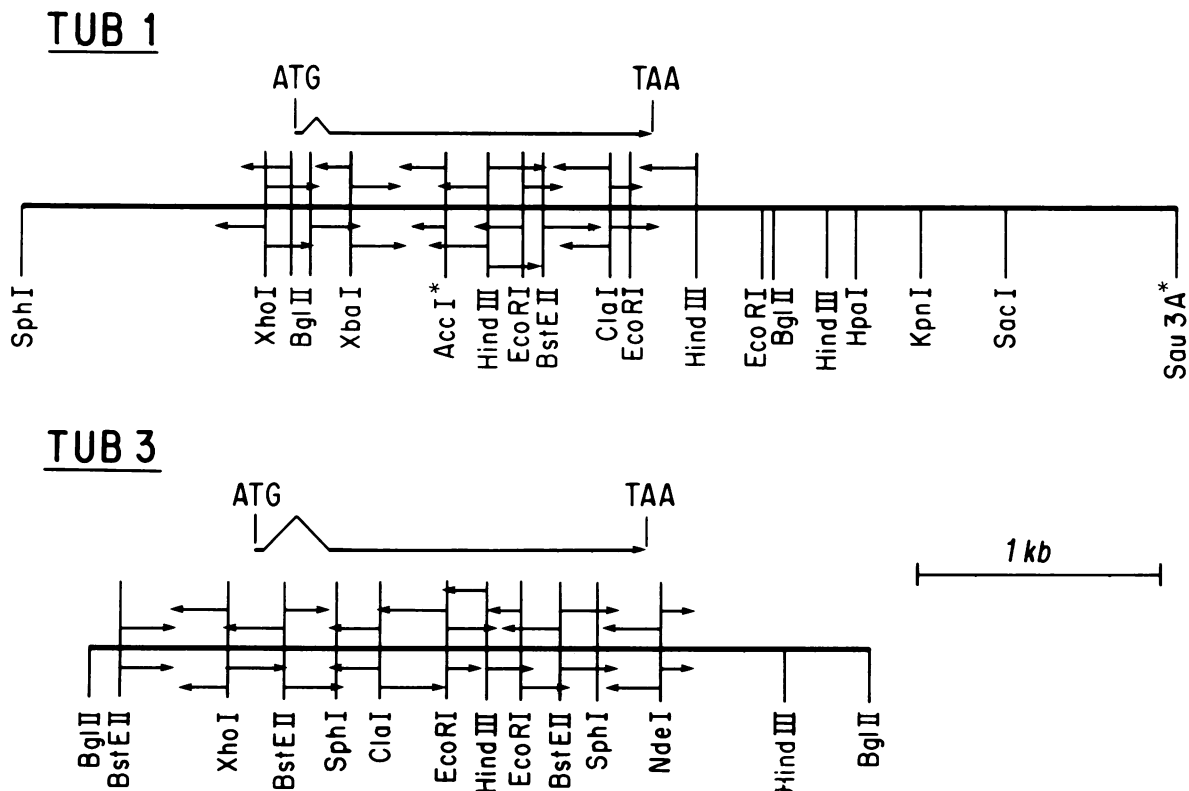 TUB 1
ATG TAA
SphI
XhoI
BglII
XbaI
AccI*
HindIII
EcoRI
BstEII
ClaI
EcoRI
HindIII
EcoRI
BglII
HindIII
HpaI
KpnI
SacI
Sau3A*
TUB 3
ATG TAA
1 kb
BglII
BstEII
XhoI
BstEII
SphI
ClaI
EcoRI
HindIII
EcoRI
BstEII
SphI
NdeI
HindIII
BglII